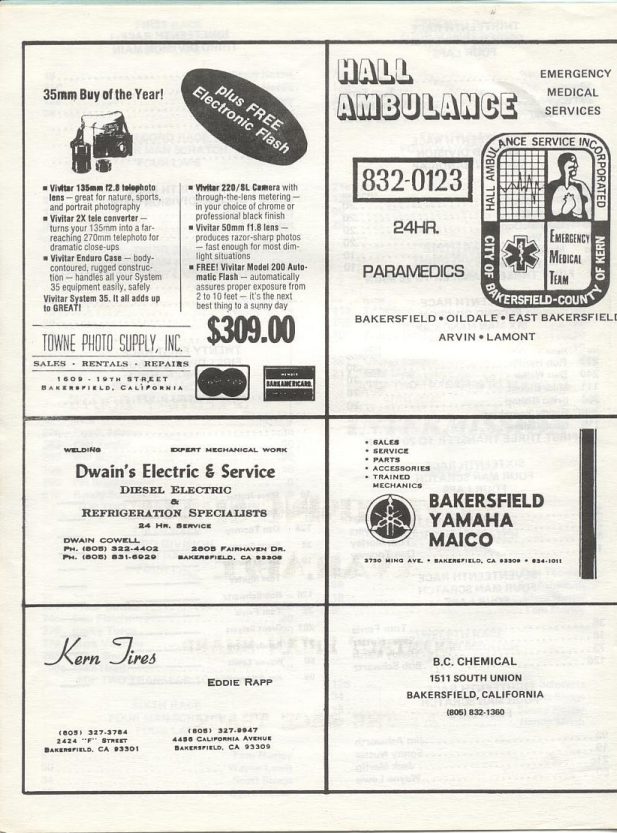 35mm Buy of the Year!
plus FREE
Electronic Flash
■ Vivitar 135mm f2.8 telephoto
lens — great for nature, sports,
and portrait photography
■ Vivitar 2X tele converter —
turns your 135mm into a far-
reaching 270mm telephoto for
dramatic close-ups
■ Vivitar Enduro Case — body-
contoured, rugged construc-
tion — handles all your System
35 equipment easily, safely
Vivitar System 35. It all adds up
to GREAT!
■ Vivitar 220/SL Camera with
through-the-lens metering —
in your choice of chrome or
professional black finish
■ Vivitar 50mm f1.8 lens —
produces razor-sharp photos
— fast enough for most dim-
light situations
■ FREE! Vivitar Model 200 Auto-
matic Flash — automatically
assures proper exposure from
2 to 10 feet — it's the next
best thing to a sunny day
$309.00
TOWNE PHOTO SUPPLY, INC.
SALES - RENTALS - REPAIRS
1609 - 19TH STREET
BAKERSFIELD, CALIFORNIA
BANKAMERICARD.
HALL
AMBULANCE
EMERGENCY
MEDICAL
SERVICES
832-0123
24HR.
PARAMEDICS
HALL AMBULANCE SERVICE INCORPORATED
EMERGENCY
MEDICAL
TEAM
CITY OF BAKERSFIELD-COUNTY OF KERN
BAKERSFIELD • OILDALE • EAST BAKERSFIELD
ARVIN • LAMONT
WELDING EXPERT MECHANICAL WORK
Dwain's Electric & Service
DIESEL ELECTRIC
&
REFRIGERATION SPECIALISTS
24 HR. SERVICE
DWAIN COWELL
PH. (805) 322-4402 2605 FAIRHAVEN DR.
PH. (805) 831-6929 BAKERSFIELD, CA 93308
• SALES
• SERVICE
• PARTS
• ACCESSORIES
• TRAINED
MECHANICS
BAKERSFIELD
YAMAHA
MAICO
3750 MING AVE. • BAKERSFIELD, CA 93309 • 834-1011
Kern Tires
EDDIE RAPP
(805) 327-3784
2424 "F" STREET
BAKERSFIELD, CA 93301
(805) 327-8947
4456 CALIFORNIA AVENUE
BAKERSFIELD, CA 93309
B.C. CHEMICAL
1511 SOUTH UNION
BAKERSFIELD, CALIFORNIA
(805) 832-1360